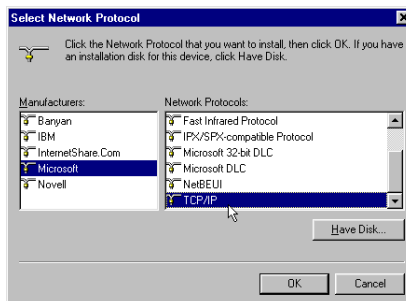 Select Network Protocol
Click the Network Protocol that you want to install, then click OK. If you have
an installation disk for this device, click Have Disk.
Manufacturers:
Banyan
IBM
InternetShare.Com
Microsoft
Novell
Network Protocols:
Fast Infrared Protocol
IPX/SPX-compatible Protocol
Microsoft 32-bit DLC
Microsoft DLC
NetBEUI
TCP/IP
Have Disk...
OK
Cancel